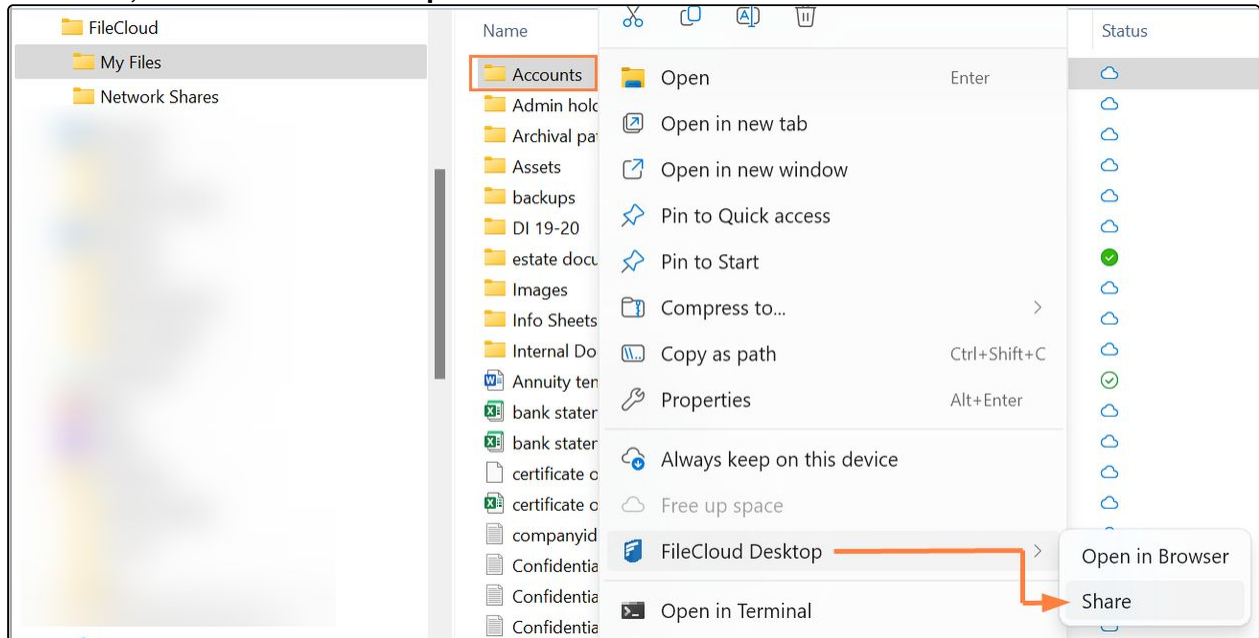 FileCloud
My Files
Network Shares
Name
Status
Accounts
Admin hold
Archival pa
Assets
backups
DI 19-20
estate docu
Images
Info Sheets
Internal Do
Annuity ten
bank stater
bank stater
certificate o
certificate o
companyid
Confidentia
Confidentia
Confidentia
Open Enter
Open in new tab
Open in new window
Pin to Quick access
Pin to Start
Compress to...
Copy as path Ctrl+Shift+C
Properties Alt+Enter
Always keep on this device
Free up space
FileCloud Desktop
Open in Terminal
Open in Browser
Share